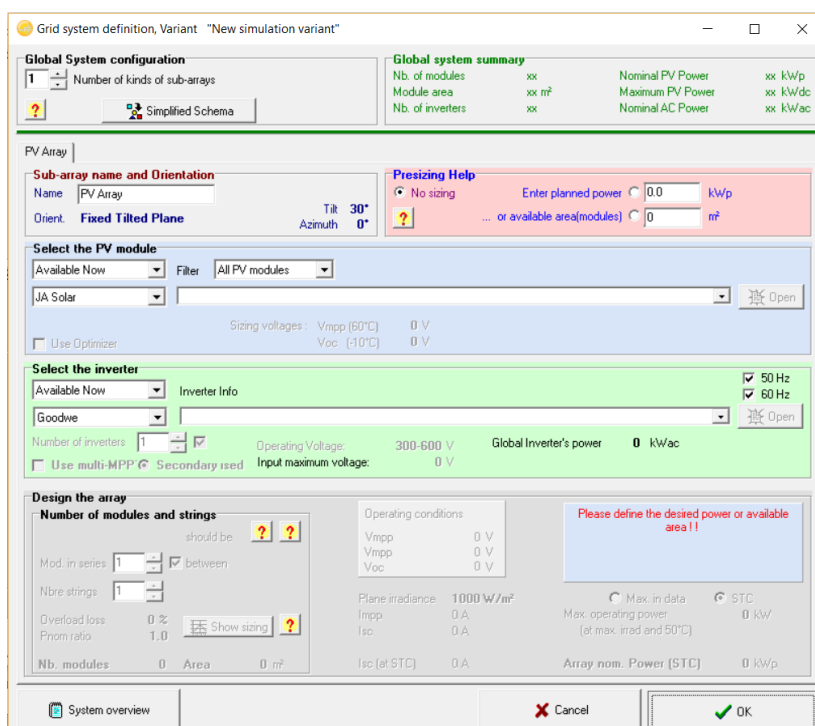 Grid system definition, Variant "New simulation variant"
Global System configuration
1 Number of kinds of sub-arrays
? Simplified Schema
Global system summary
Nb. of modules xx Nominal PV Power xx kWp
Module area xx m² Maximum PV Power xx kWdc
Nb. of inverters xx Nominal AC Power xx kWac
PV Array
Sub-array name and Orientation
Name PV Array
Orient. Fixed Tilted Plane Tilt 30°
Azimuth 0°
Presizing Help
No sizing Enter planned power 0.0 kWp
? ... or available area(modules) 0 m²
Select the PV module
Available Now Filter All PV modules
JA Solar Open
Sizing voltages : Vmpp (60°C) 0 V
Use Optimizer Voc (-10°C) 0 V
Select the inverter
Available Now Inverter Info 50 Hz
60 Hz
Goodwe Open
Number of inverters 1 Operating Voltage: 300-600 V Global Inverter's power 0 kWac
Use multi-MPP Secondary ised Input maximum voltage: 0 V
Design the array
Number of modules and strings
should be ? ?
Mod. in series 1 between
Nbre strings 1
Overload loss 0 %
Pnom ratio 1.0 Show sizing ?
Nb. modules 0 Area 0 m²
Operating conditions
Vmpp 0 V
Vmpp 0 V
Voc 0 V
Plane irradiance 1000 W/m²
Impp 0 A
Isc 0 A
Isc (at STC) 0 A
Please define the desired power or available
area !!
Max. in data STC
Max. operating power 0 kW
(at max. irrad and 50°C)
Array nom. Power (STC) 0 kWp
System overview Cancel OK